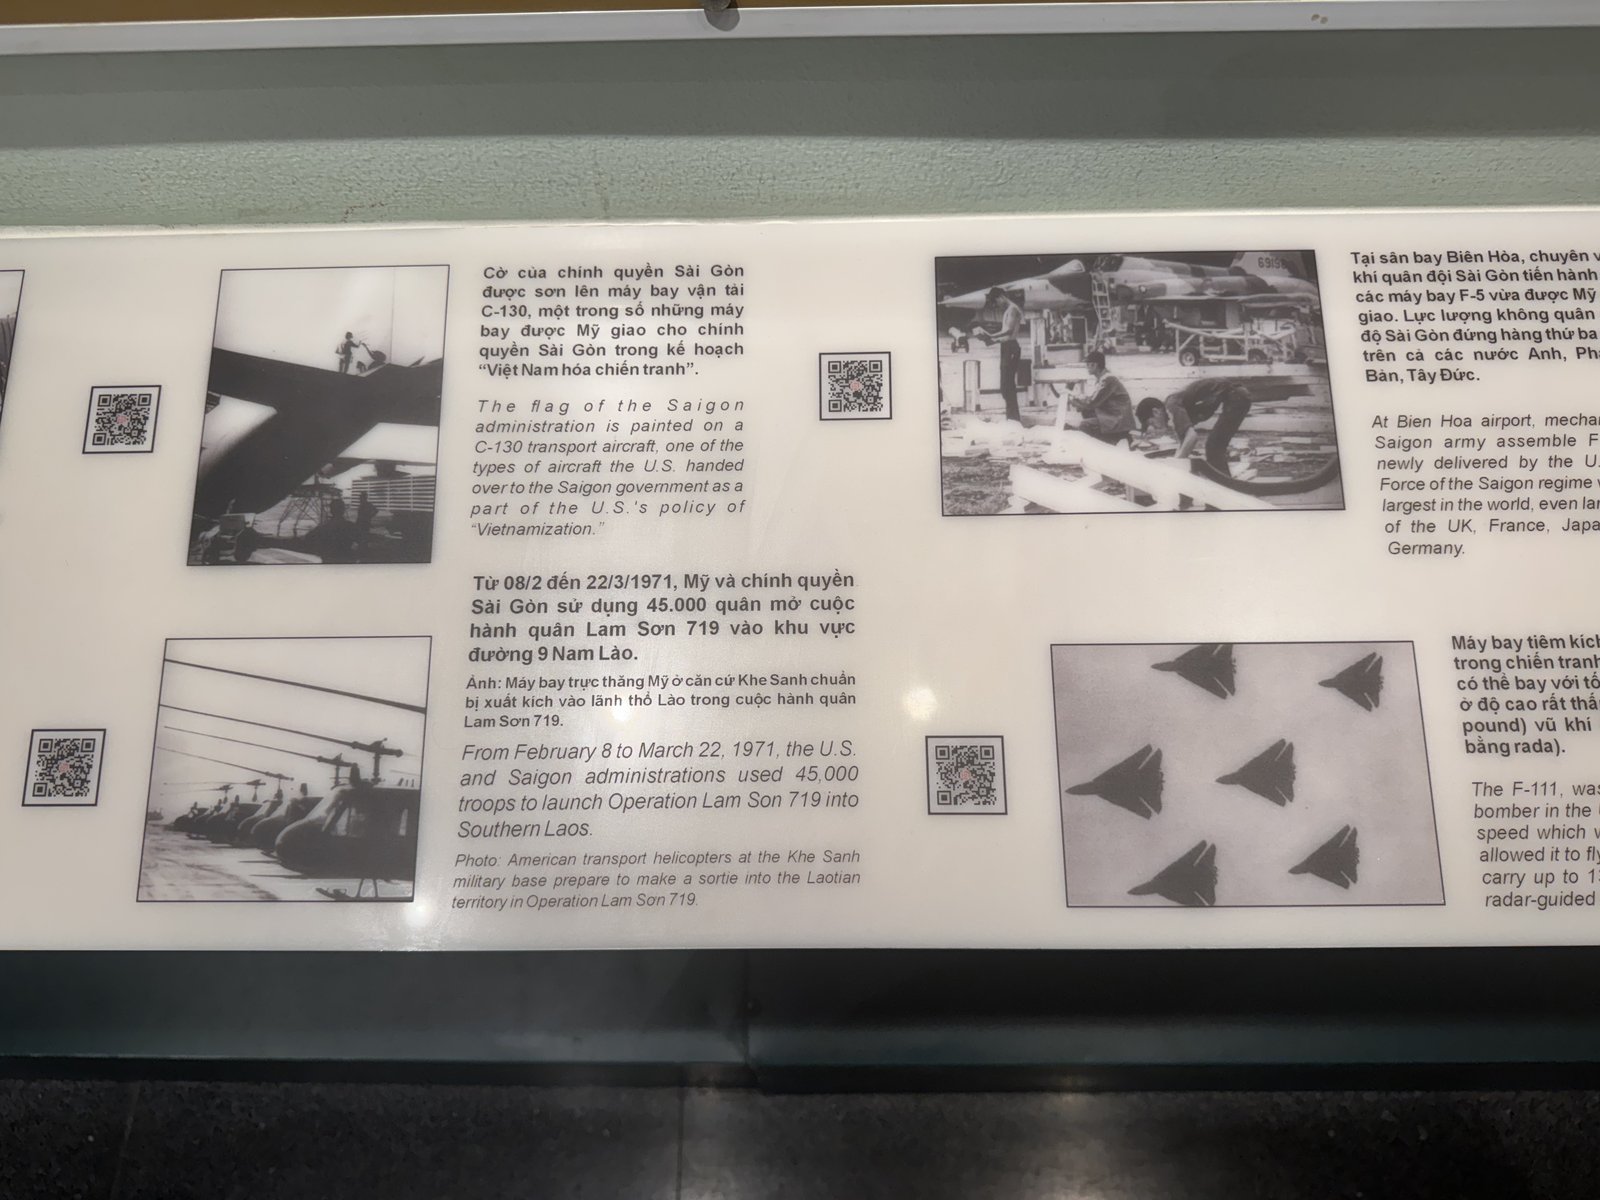 Cờ của chính quyền Sài Gòn
được sơn lên máy bay vận tải
C-130, một trong số những máy
bay được Mỹ giao cho chính
quyền Sài Gòn trong kế hoạch
“Việt Nam hóa chiến tranh”.
The flag of the Saigon
administration is painted on a
C-130 transport aircraft, one of the
types of aircraft the U.S. handed
over to the Saigon government as a
part of the U.S.'s policy of
“Vietnamization.”
Từ 08/2 đến 22/3/1971, Mỹ và chính quyền
Sài Gòn sử dụng 45.000 quân mở cuộc
hành quân Lam Sơn 719 vào khu vực
đường 9 Nam Lào.
Ảnh: Máy bay trực thăng Mỹ ở căn cứ Khe Sanh chuẩn
bị xuất kích vào lãnh thổ Lào trong cuộc hành quân
Lam Sơn 719.
From February 8 to March 22, 1971, the U.S.
and Saigon administrations used 45,000
troops to launch Operation Lam Son 719 into
Southern Laos.
Photo: American transport helicopters at the Khe Sanh
military base prepare to make a sortie into the Laotian
territory in Operation Lam Sơn 719.
Tại sân bay Biên Hòa, chuyên
khí quân đội Sài Gòn tiến hành
các máy bay F-5 vừa được Mỹ
giao. Lực lượng không quân
độ Sài Gòn đứng hàng thứ ba
trên cả các nước Anh,
Bản, Tây Đức.
At Bien Hoa airport,
Saigon army assemble
newly delivered by the
Force of the Saigon regime
largest in the world, even
of the UK, France,
Germany.
Máy bay tiêm
trong chiến tranh
có thể bay với
ở độ cao rất
pound) vũ khí
bằng rada).
The F-111,
bomber in the
speed which
allowed it to
carry up to
radar-guided